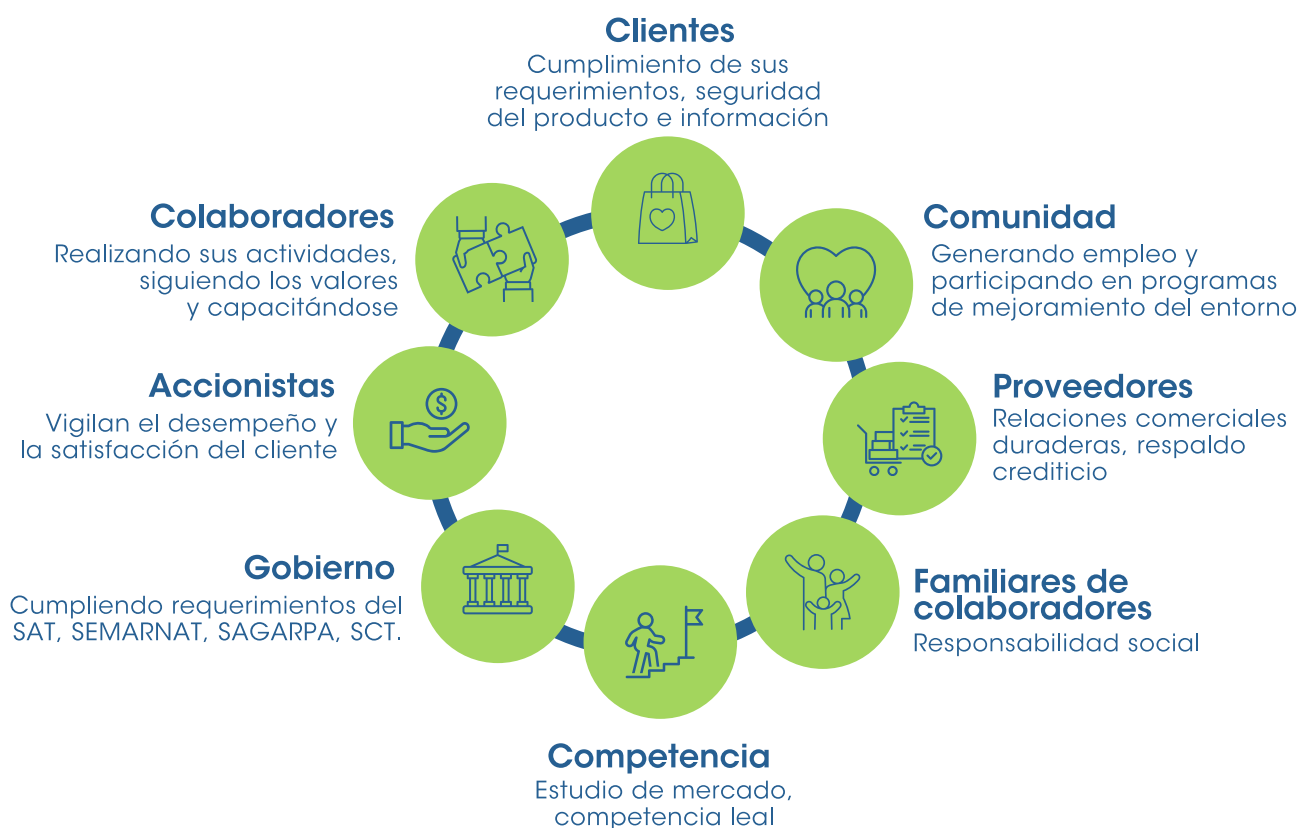 Clientes
Cumplimiento de sus
requerimientos, seguridad
del producto e información
Comunidad
Generando empleo y
participando en programas
de mejoramiento del entorno
Proveedores
Relaciones comerciales
duraderas, respaldo
crediticio
Familiares de
colaboradores
Responsabilidad social
Competencia
Estudio de mercado,
competencia leal
Gobierno
Cumpliendo requerimientos del
SAT, SEMARNAT, SAGARPA, SCT.
Accionistas
Vigilan el desempeño y
la satisfacción del cliente
Colaboradores
Realizando sus actividades,
siguiendo los valores
y capacitándose
$